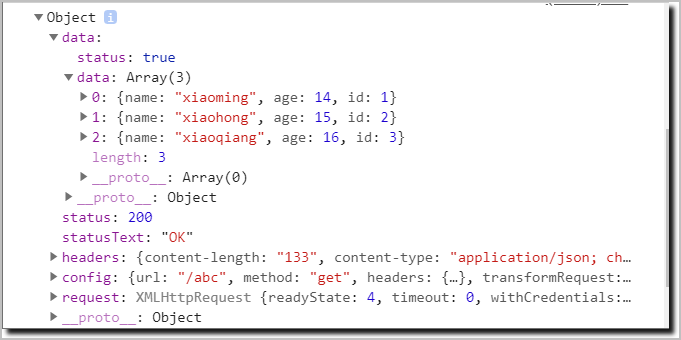 Object i
data:
status: true
data: Array(3)
0: {name: "xiaoming", age: 14, id: 1}
1: {name: "xiaohong", age: 15, id: 2}
2: {name: "xiaoqiang", age: 16, id: 3}
length: 3
__proto__: Array(0)
__proto__: Object
status: 200
statusText: "OK"
headers: {content-length: "133", content-type: "application/json; ch…
config: {url: "/abc", method: "get", headers: {…}, transformRequest:…
request: XMLHttpRequest {readyState: 4, timeout: 0, withCredentials:…
__proto__: Object